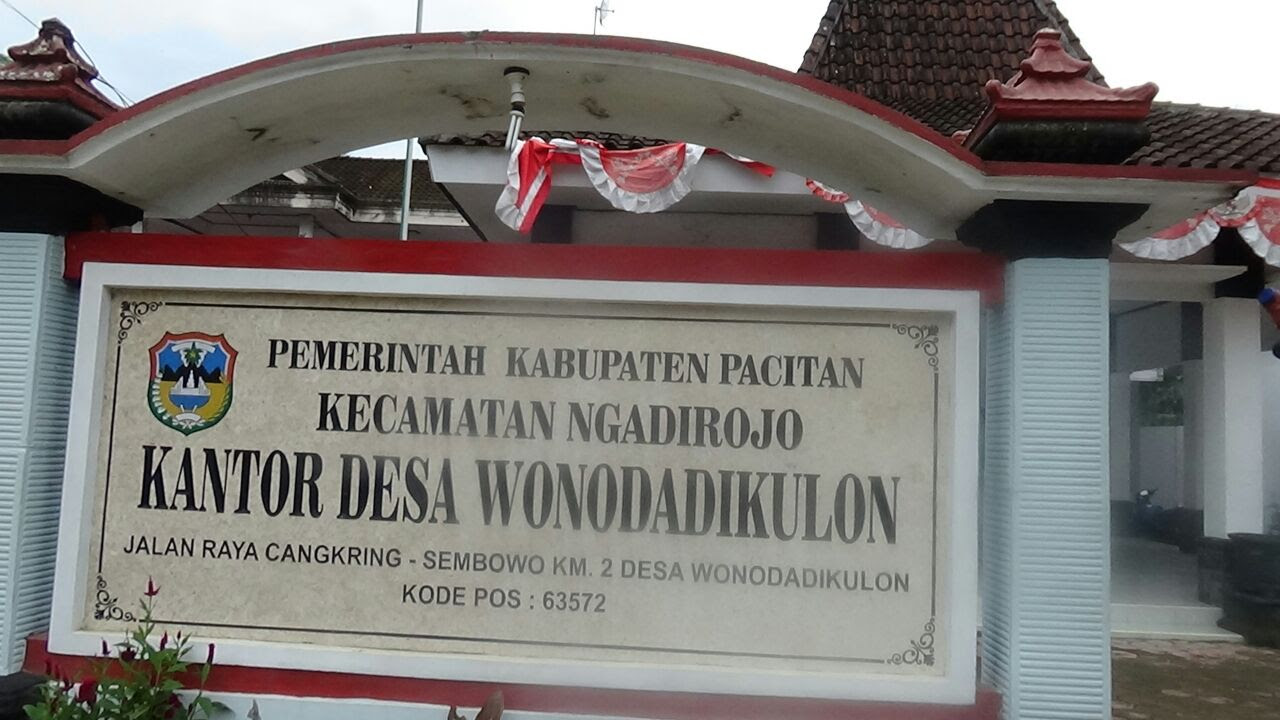 PEMERINTAH KABUPATEN PACITAN
KECAMATAN NGADIROJO
KANTOR DESA WONODADIKULON
JALAN RAYA CANGKRING - SEMBOWO KM. 2 DESA WONODADIKULON
KODE POS : 63572